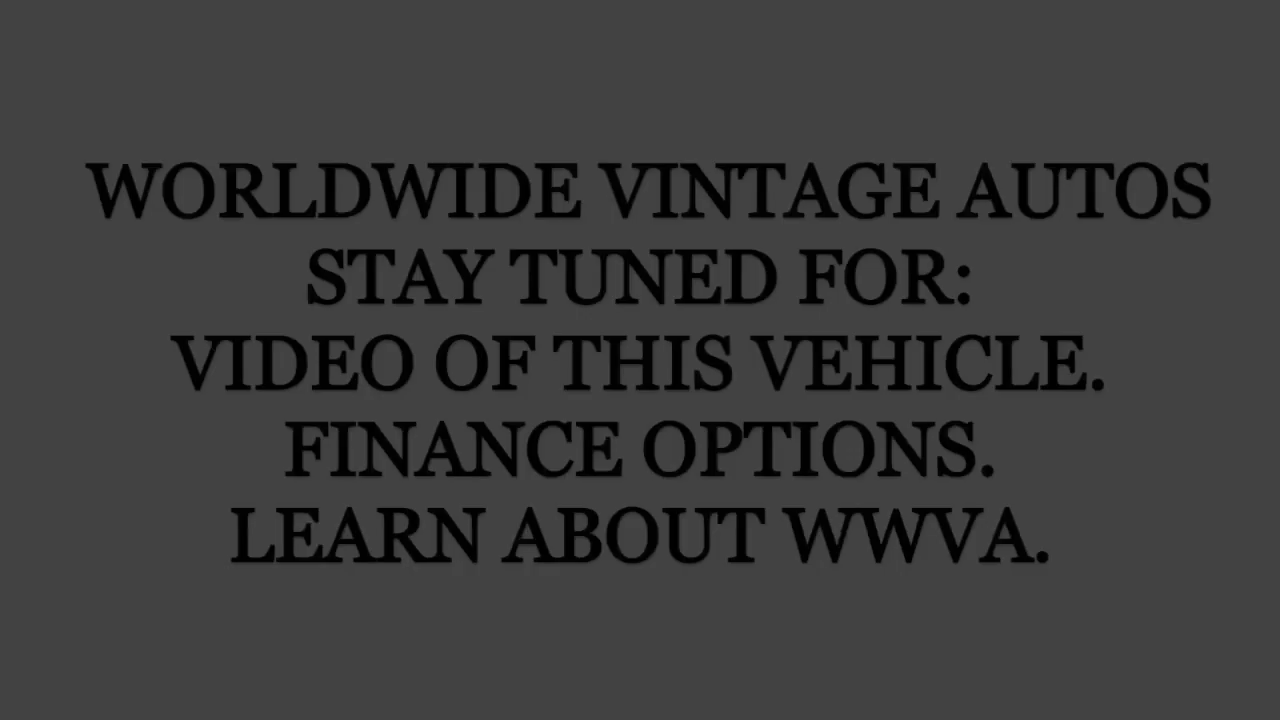 WORLDWIDE VINTAGE AUTOS
STAY TUNED FOR:
VIDEO OF THIS VEHICLE.
FINANCE OPTIONS.
LEARN ABOUT WWVA.